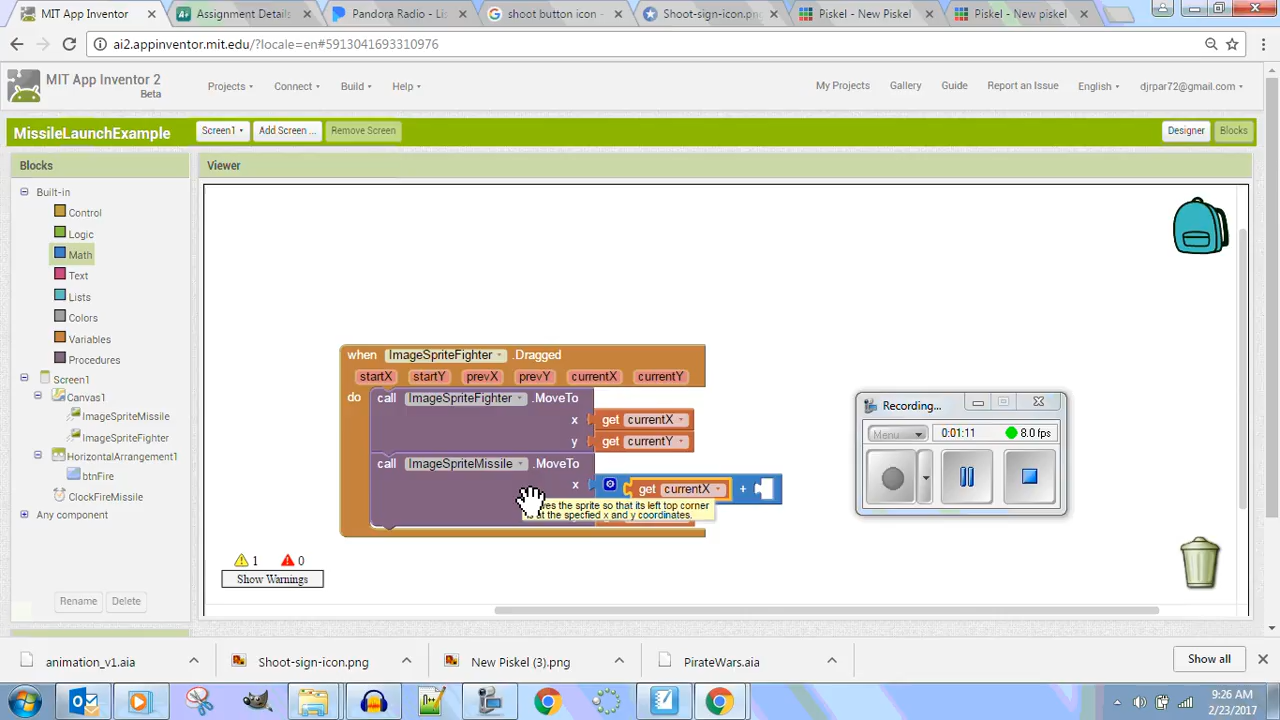 MIT App Inventor 2
Assignment Details
Pandora Radio - Lis
shoot button icon -
Shoot-sign-icon.png
Piskel - New Piskel
Piskel - New piskel
ai2.appinventor.mit.edu/?locale=en#5913041693310976
MIT App Inventor 2
Beta
Projects
Connect
Build
Help
My Projects
Gallery
Guide
Report an Issue
English
djrpar72@gmail.com
MissileLaunchExample
Screen1
Add Screen ...
Remove Screen
Designer
Blocks
Blocks
Viewer
Built-in
Control
Logic
Math
Text
Lists
Colors
Variables
Procedures
Screen1
Canvas1
ImageSpriteMissile
ImageSpriteFighter
HorizontalArrangement1
btnFire
ClockFireMissile
Any component
Rename
Delete
when ImageSpriteFighter .Dragged
startX startY prevX prevY currentX currentY
do call ImageSpriteFighter .MoveTo
x get currentX
y get currentY
call ImageSpriteMissile .MoveTo
x get currentX +
the sprite so that its left top corner
at the specfied x and y coordinates.
1
0
Show Warnings
Recording...
Menu
0:01:11
8.0 fps
animation_v1.aia
Shoot-sign-icon.png
New Piskel (3).png
PirateWars.aia
Show all
9:26 AM
2/23/2017